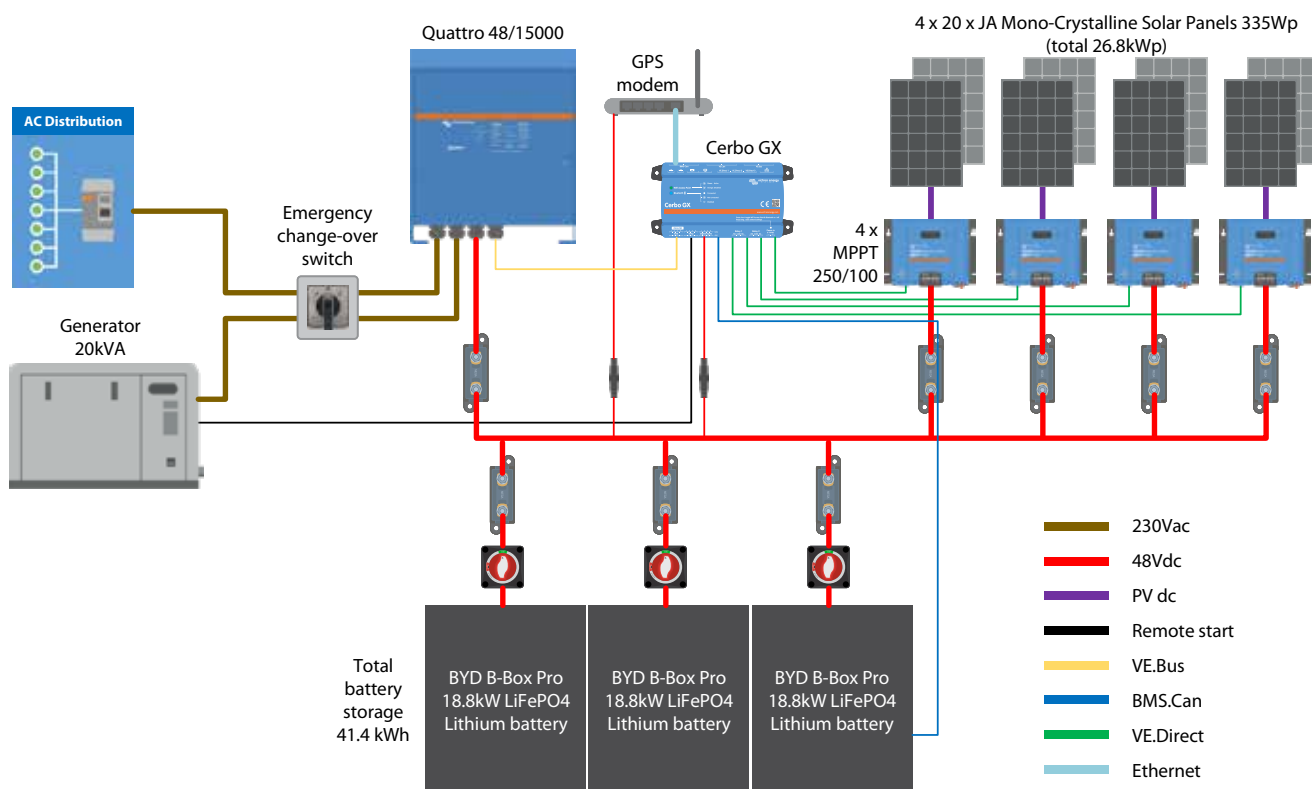 Quattro 48/15000
4 x 20 x JA Mono-Crystalline Solar Panels 335Wp
(total 26.8kWp)
GPS
modem
AC Distribution
Cerbo GX
Cerbo GX
Emergency
change-over
switch
4 x
MPPT
250/100
Generator
20kVA
230Vac
48Vdc
PV dc
Remote start
VE.Bus
BMS.Can
VE.Direct
Ethernet
Total
battery
storage
41.4 kWh
BYD B-Box Pro
18.8kW LiFePO4
Lithium battery
BYD B-Box Pro
18.8kW LiFePO4
Lithium battery
BYD B-Box Pro
18.8kW LiFePO4
Lithium battery